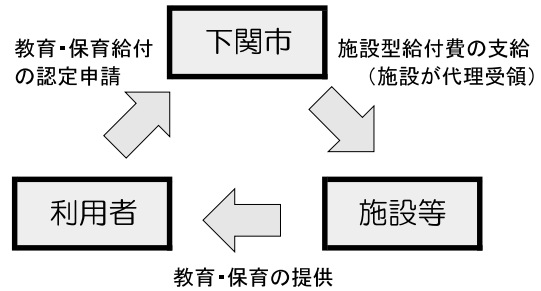 下関市
教育・保育給付
の認定申請
施設型給付費の支給
(施設が代理受領)
利用者
施設等
教育・保育の提供